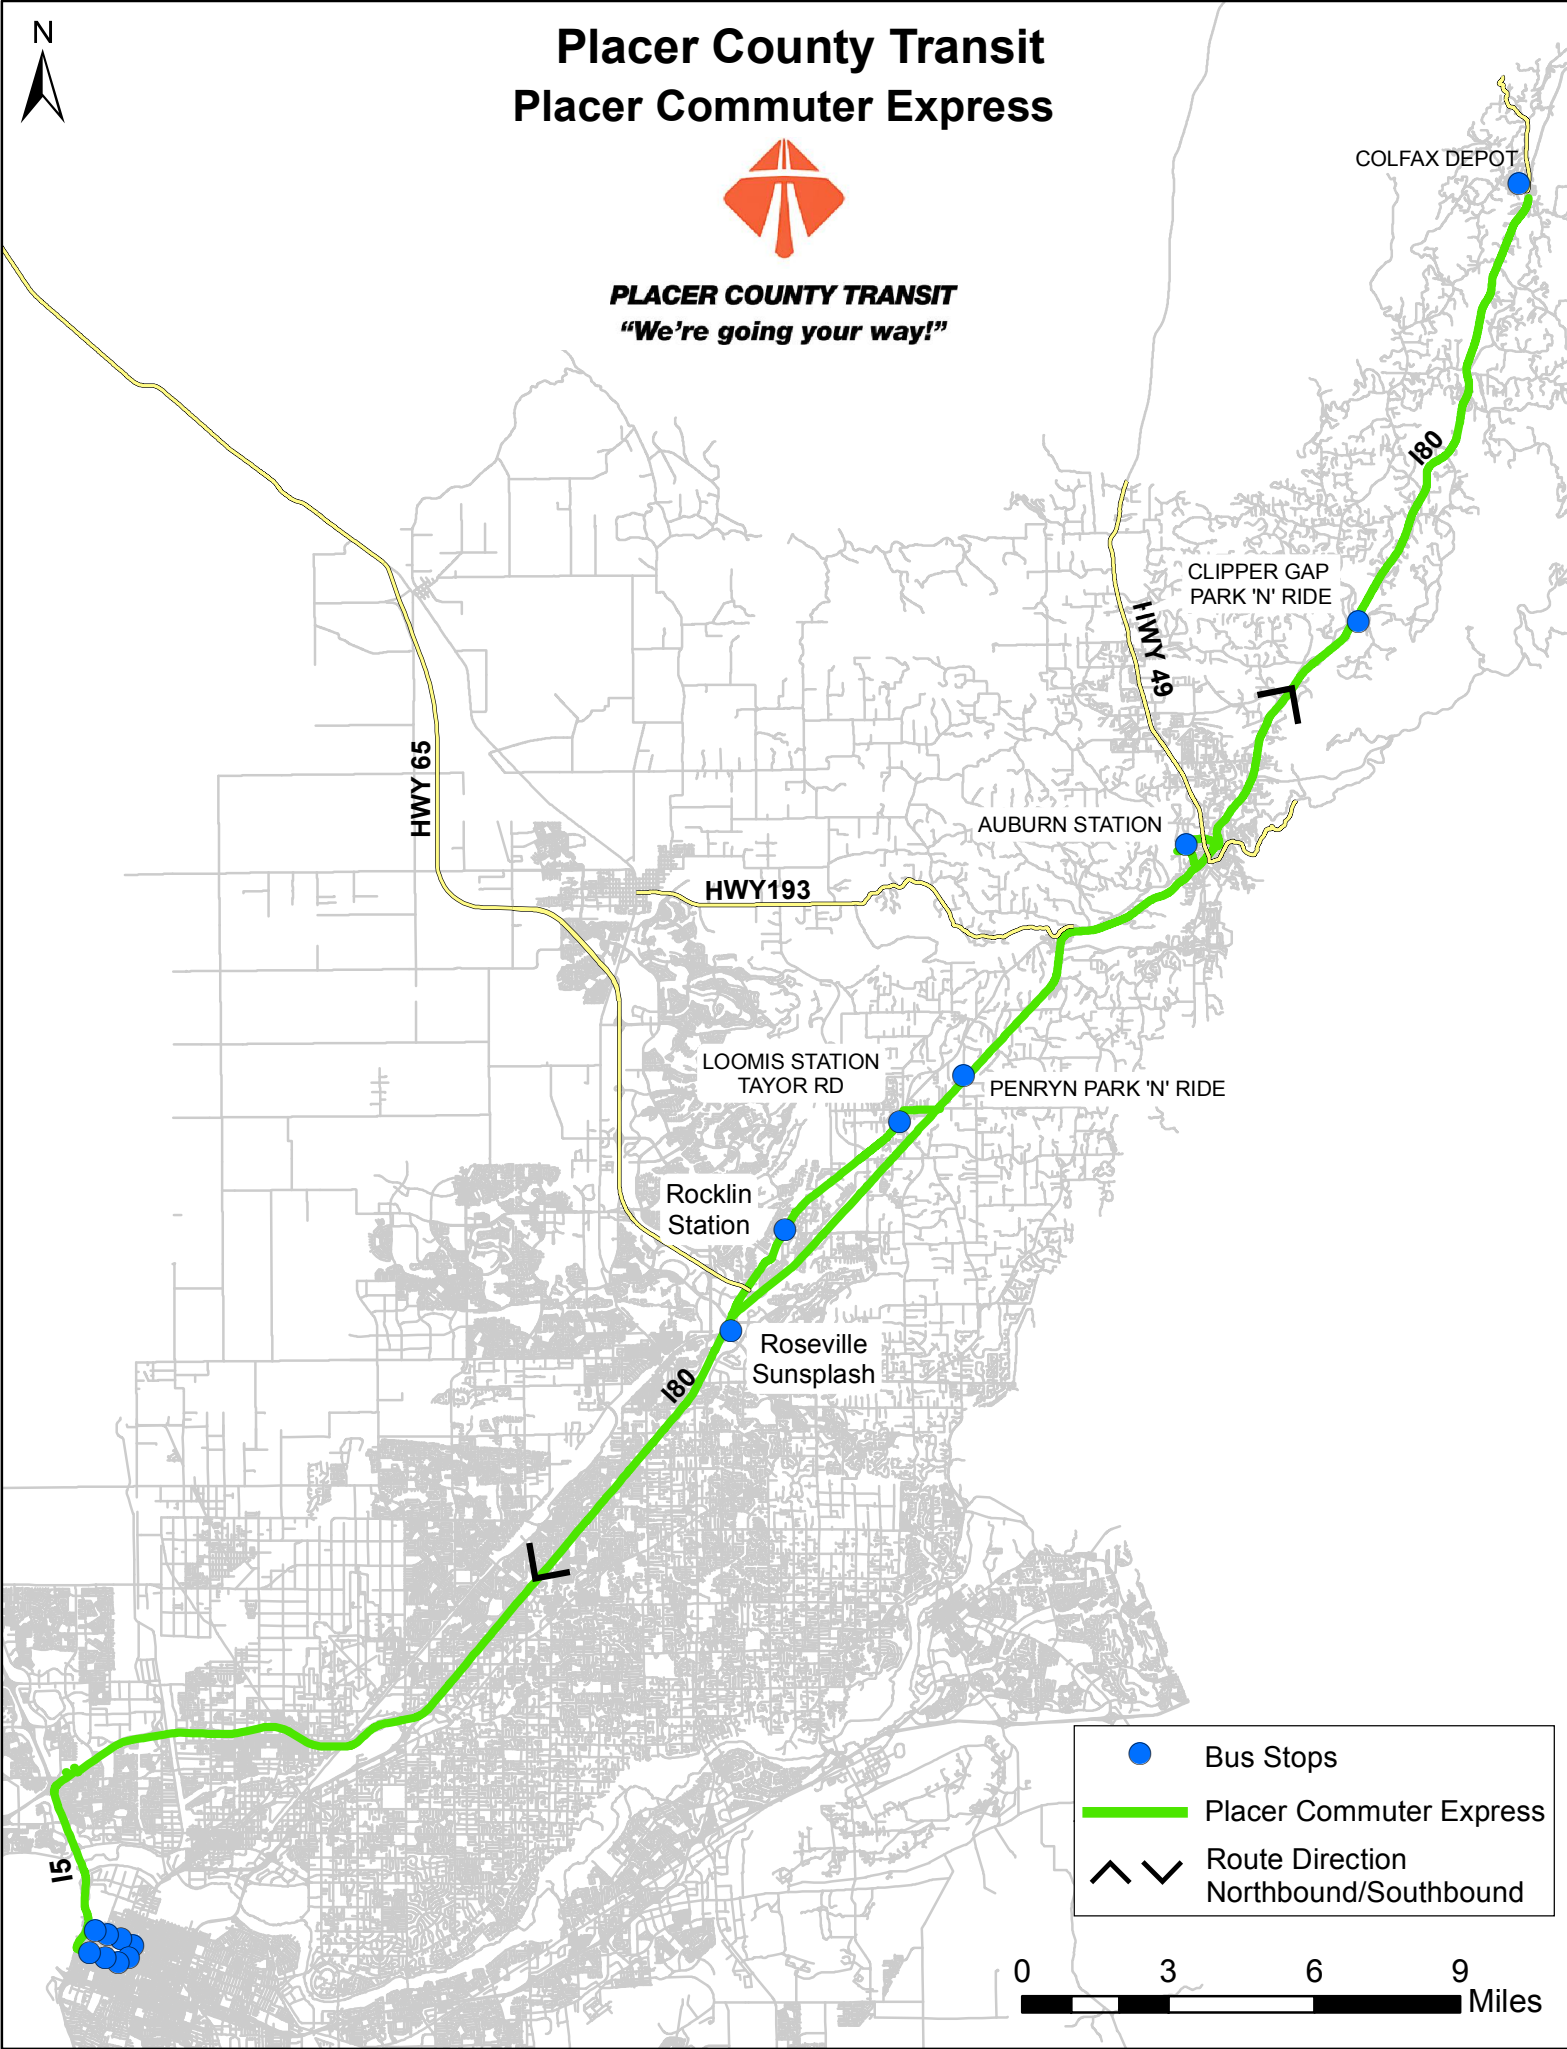 N
Placer County Transit
Placer Commuter Express
PLACER COUNTY TRANSIT
“We’re going your way!”
COLFAX DEPOT
I80
CLIPPER GAP
PARK 'N' RIDE
HWY 49
HWY 65
AUBURN STATION
HWY193
LOOMIS STATION
TAYOR RD
PENRYN PARK 'N' RIDE
Rocklin
Station
Roseville
Sunsplash
I80
I5
Bus Stops
Placer Commuter Express
Route Direction
Northbound/Southbound
0 3 6 9
Miles